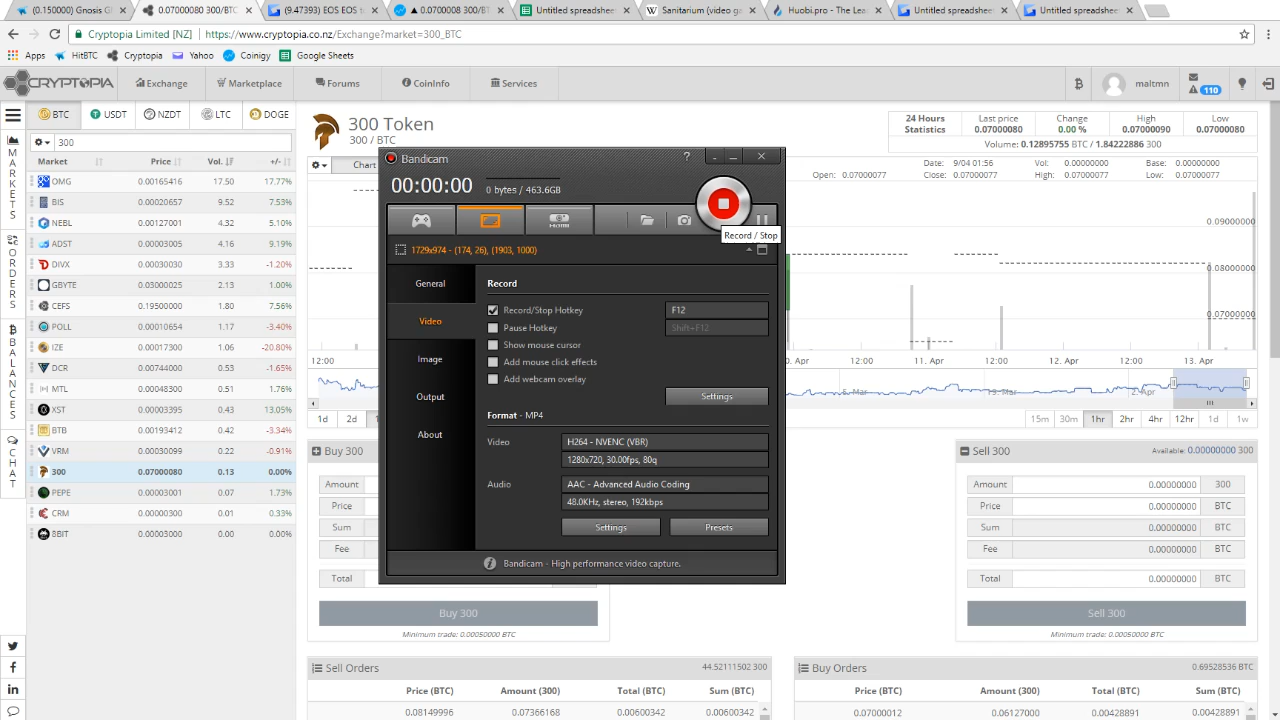 (0.150000) Gnosis GN
0.07000080 300/BTC
(9.47393) EOS EOS to
▲ 0.0700008 300/BT
Untitled spreadsheet
Sanitarium (video ga
Huobi.pro - The Lea
Untitled spreadsheet
Untitled spreadsheet
Cryptopia Limited [NZ]
https://www.cryptopia.co.nz/Exchange?market=300_BTC
Apps
HitBTC
Cryptopia
Yahoo
Coinigy
Google Sheets
CRYPTOPIA
Exchange
Marketplace
Forums
CoinInfo
Services
maltmn
110
BTC
USDT
NZDT
LTC
DOGE
300
Market Price Vol. +/-
OMG 0.00165416 17.50 17.77%
BIS 0.00020657 9.52 7.53%
NEBL 0.00127001 4.32 5.10%
ADST 0.00003232 4.16 9.19%
DIVX 0.00030030 3.33 -1.20%
GBYTE 0.03000025 2.13 1.00%
CEFS 0.19500000 1.80 7.56%
POLL 0.00010654 1.17 -3.40%
IZE 0.00017300 1.06 -20.80%
DCR 0.00744000 0.53 -1.65%
MTL 0.00048300 0.51 1.76%
XST 0.00003395 0.43 13.05%
BTB 0.00193412 0.42 -3.34%
VRM 0.00030299 0.22 -0.91%
300 0.07000080 0.13 0.00%
PEPE 0.00003001 0.07 1.73%
CRM 0.00000300 0.01 0.33%
8BIT 0.00000534 0.00 0.00%
MARKETS
ORDERS
BALANCES
CHAT
300 Token
300 / BTC
24 Hours Statistics
Last price
0.07000080
Change
0.00 %
High
0.07000090
Low
0.07000080
Volume: 0.12895755 BTC / 1.84222886 300
Chart
Date: 9/04 01:56
Vol: 0.00000000
Base: 0.00000000
Open: 0.07000077
High: 0.07000077
Close: 0.07000077
Low: 0.07000077
Signal: 0.00000000
0.09000000
0.08000000
0.07000000
12:00
0. Apr
12:00
11. Apr
12:00
12. Apr
12:00
13. Apr
5. Mar
19. Mar
2. Apr
1d
2d
15m
30m
1hr
2hr
4hr
12hr
1d
1w
Bandicam
00:00:00
0 bytes / 463.6GB
HDMI
Record / Stop
1729x974 - (174, 26), (1903, 1000)
General
Video
Image
Output
About
Record
Record/Stop Hotkey
F12
Pause Hotkey
Shift+F12
Show mouse cursor
Add mouse click effects
Add webcam overlay
Settings
Format - MP4
Video
H264 - NVENC (VBR)
1280x720, 30.00fps, 80q
Audio
AAC - Advanced Audio Coding
48.0KHz, stereo, 192kbps
Settings
Presets
Bandicam - High performance video capture.
Buy 300
Amount
Price
Sum
Fee
Total
Buy 300
Minimum trade: 0.00050000 BTC
Sell 300
Available: 0.00000000 300
Amount 0.00000000 300
Price 0.00000000 BTC
Sum 0.00000000 BTC
Fee 0.00000000 BTC
Total 0.00000000 BTC
Sell 300
Minimum trade: 0.00050000 BTC
Sell Orders
44.52111502 300
Price (BTC) Amount (300) Total (BTC) Sum (BTC)
0.08149996 0.07366168 0.00600342 0.00600342
Buy Orders
0.69528536 BTC
Price (BTC) Amount (300) Total (BTC) Sum (BTC)
0.07000012 0.06127000 0.00428891 0.00428891